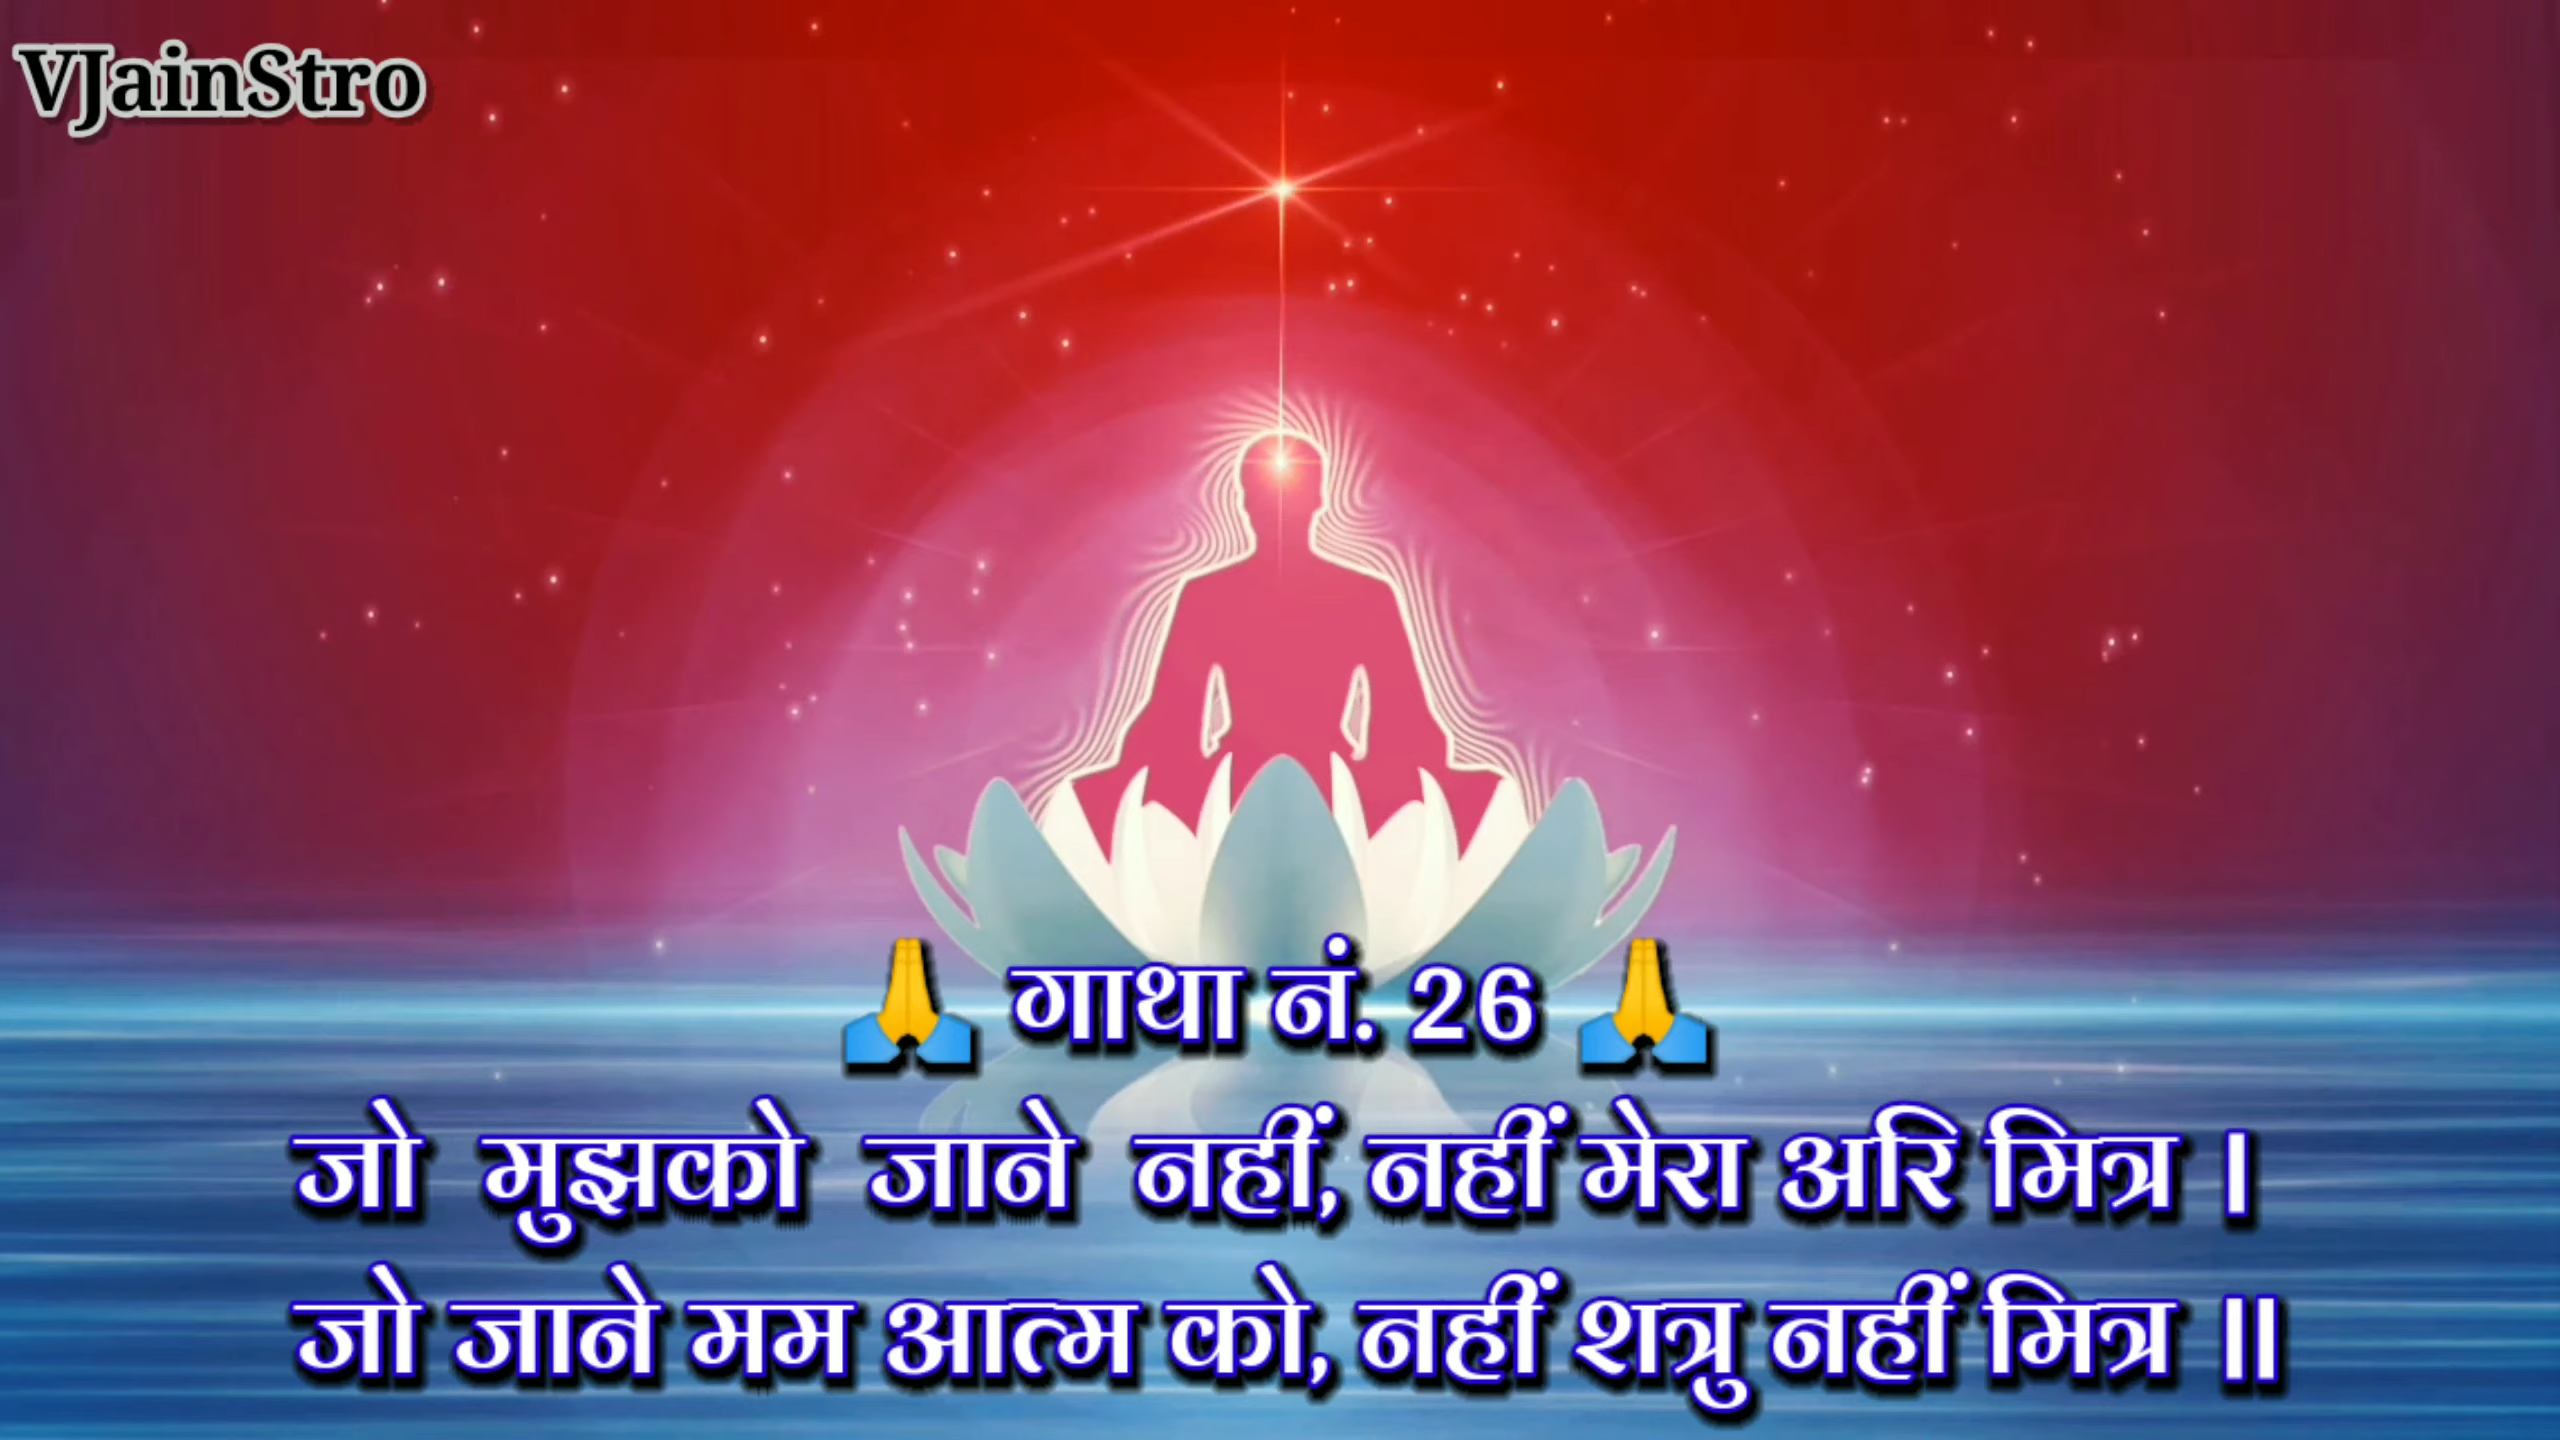 VJainStro
🙏 गाथा नं. 26 🙏
जो मुझको जाने नहीं, नहीं मेरा अरि मित्र ।
जो जाने मम आत्म को, नहीं शत्रु नहीं मित्र ॥